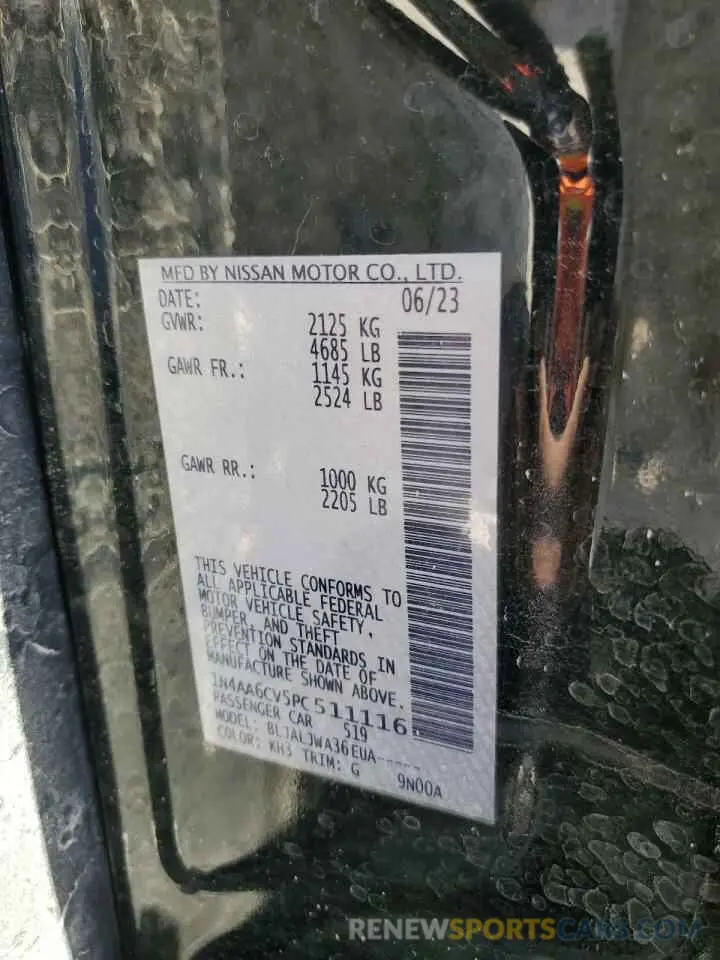 MFD BY NISSAN MOTOR CO., LTD.
DATE: 06/23
GVWR: 2125 KG
4685 LB
GAWR FR.: 1145 KG
2524 LB
GAWR RR.: 1000 KG
2205 LB
THIS VEHICLE CONFORMS TO
ALL APPLICABLE FEDERAL
MOTOR VEHICLE SAFETY,
BUMPER, AND THEFT
PREVENTION STANDARDS IN
EFFECT ON THE DATE OF
MANUFACTURE SHOWN ABOVE.
1N4AA6CV5PC511116
PASSENGER CAR 519
MODEL: BLJALJWA36EUA-----
COLOR: KH3 TRIM: G 9N00A
RENEWSPORTSCARS.COM